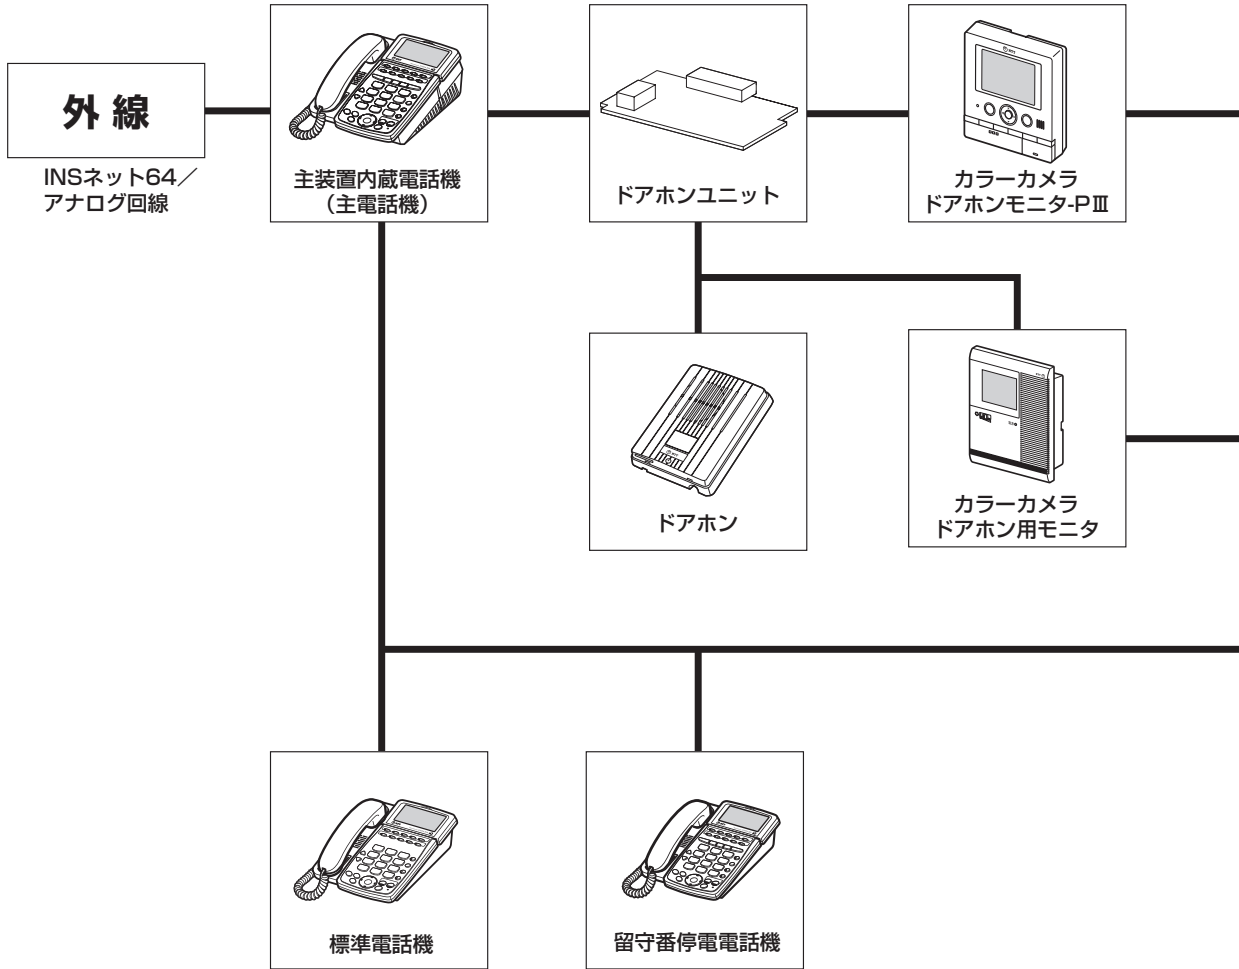 外 線
INSネット64／
アナログ回線
主装置内蔵電話機
（主電話機）
ドアホンユニット
カラーカメラ
ドアホンモニタ-PⅢ
ドアホン
カラーカメラ
ドアホン用モニタ
標準電話機
留守番停電電話機